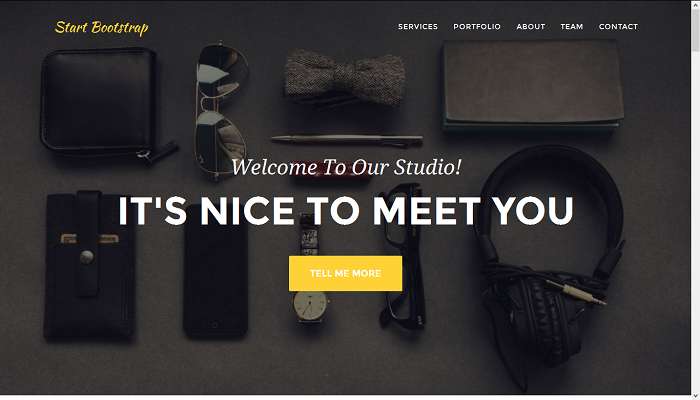 Start Bootstrap
SERVICES PORTFOLIO ABOUT TEAM CONTACT
Welcome To Our Studio!
IT'S NICE TO MEET YOU
TELL ME MORE